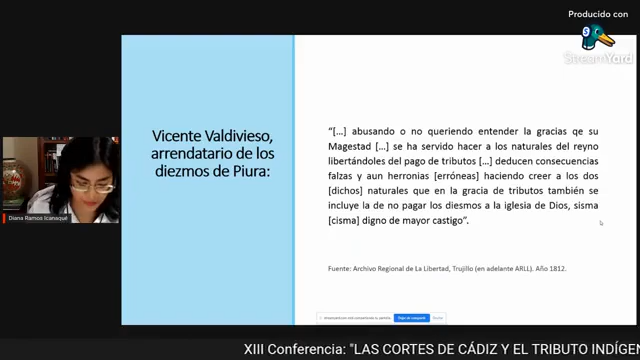 Producido con
StreamYard
Vicente Valdivieso,
arrendatario de los
diezmos de Piura:
“[…] abusando o no queriendo entender la gracias qe su
Magestad […] se ha servido hacer a los naturales del reyno
libertándoles del pago de tributos […] deducen consecuencias
falzas y aun herronias [erróneas] haciendo creer a los dos
[dichos] naturales que en la gracia de tributos también se
incluye la de no pagar los diesmos a la iglesia de Dios, sisma
[cisma] digno de mayor castigo”.
Fuente: Archivo Regional de La Libertad, Trujillo (en adelante ARLL). Año 1812.
Diana Ramos Icanaqué
XIII Conferencia: "LAS CORTES DE CÁDIZ Y EL TRIBUTO INDÍGEN